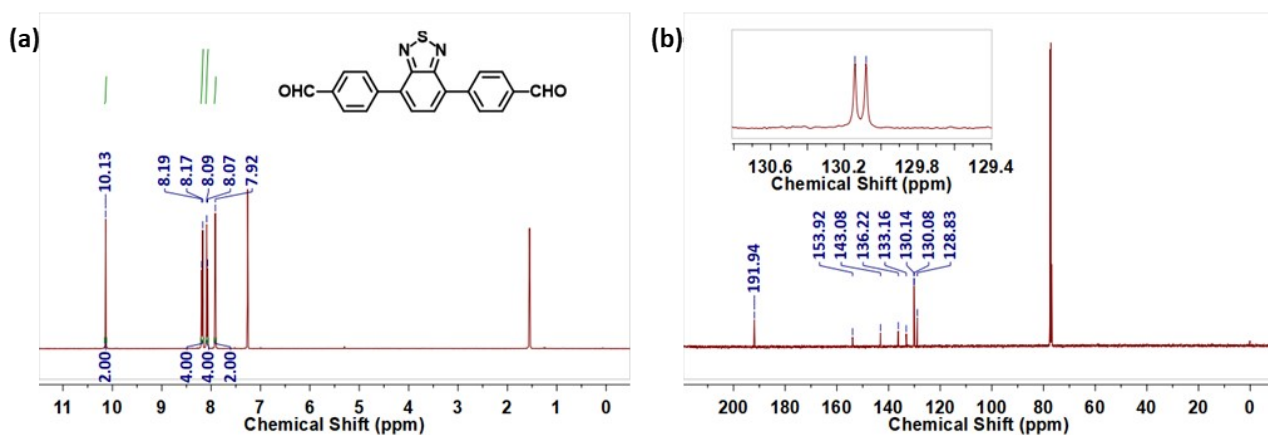 (a)
S
N N
OHC CHO
10.13
8.19
8.17
8.09
8.07
7.92
2.00
4.00
4.00
2.00
11 10 9 8 7 6 5 4 3 2 1 0
Chemical Shift (ppm)
(b)
130.6 130.2 129.8 129.4
Chemical Shift (ppm)
191.94
153.92
143.08
136.22
133.16
130.14
130.08
128.83
200 180 160 140 120 100 80 60 40 20 0
Chemical Shift (ppm)